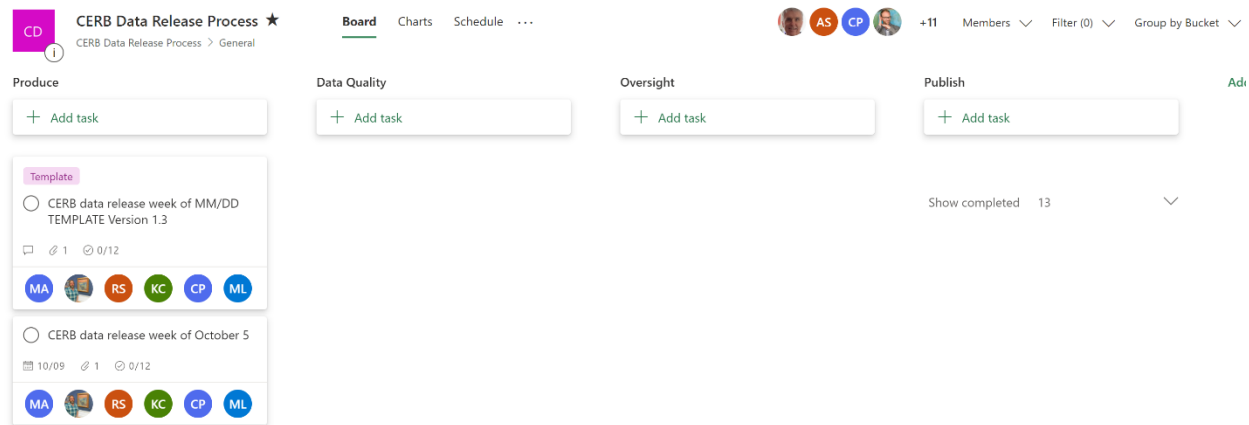 CD
CERB Data Release Process ★
CERB Data Release Process > General
i
Board Charts Schedule ...
AS CP +11 Members Filter (0) Group by Bucket
Produce
+ Add task
Template
CERB data release week of MM/DD
TEMPLATE Version 1.3
1 0/12
MA RS KC CP ML
CERB data release week of October 5
10/09 1 0/12
MA RS KC CP ML
Data Quality
+ Add task
Oversight
+ Add task
Publish
+ Add task
Show completed 13